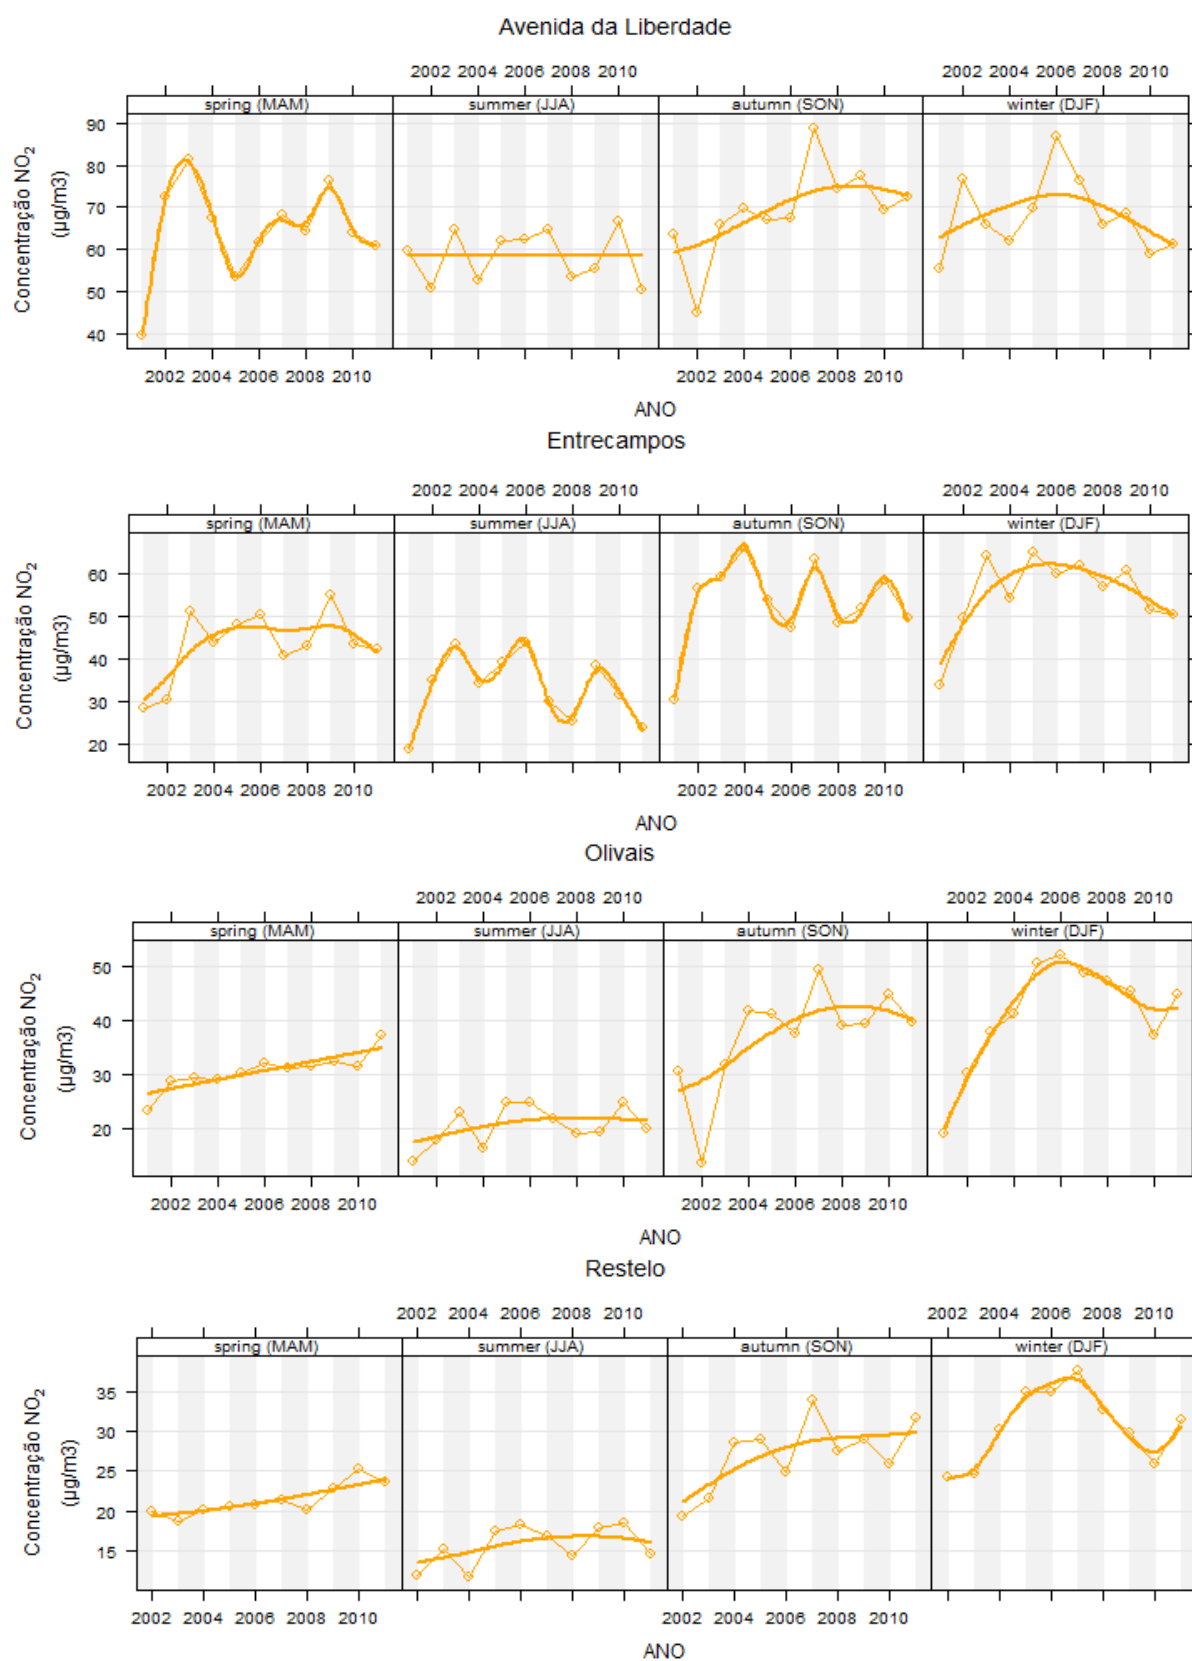 Avenida da Liberdade
2002 2004 2006 2008 2010 2002 2004 2006 2008 2010
spring (MAM) summer (JJA) autumn (SON) winter (DJF)
Concentração NO2
(µg/m3)
90
80
70
60
50
40
2002 2004 2006 2008 2010 2002 2004 2006 2008 2010
ANO
Entrecampos
2002 2004 2006 2008 2010 2002 2004 2006 2008 2010
spring (MAM) summer (JJA) autumn (SON) winter (DJF)
Concentração NO2
(µg/m3)
60
50
40
30
20
2002 2004 2006 2008 2010 2002 2004 2006 2008 2010
ANO
Olivais
2002 2004 2006 2008 2010 2002 2004 2006 2008 2010
spring (MAM) summer (JJA) autumn (SON) winter (DJF)
Concentração NO2
(µg/m3)
50
40
30
20
2002 2004 2006 2008 2010 2002 2004 2006 2008 2010
ANO
Restelo
2002 2004 2006 2008 2010 2002 2004 2006 2008 2010
spring (MAM) summer (JJA) autumn (SON) winter (DJF)
Concentração NO2
(µg/m3)
35
30
25
20
15
2002 2004 2006 2008 2010 2002 2004 2006 2008 2010
ANO